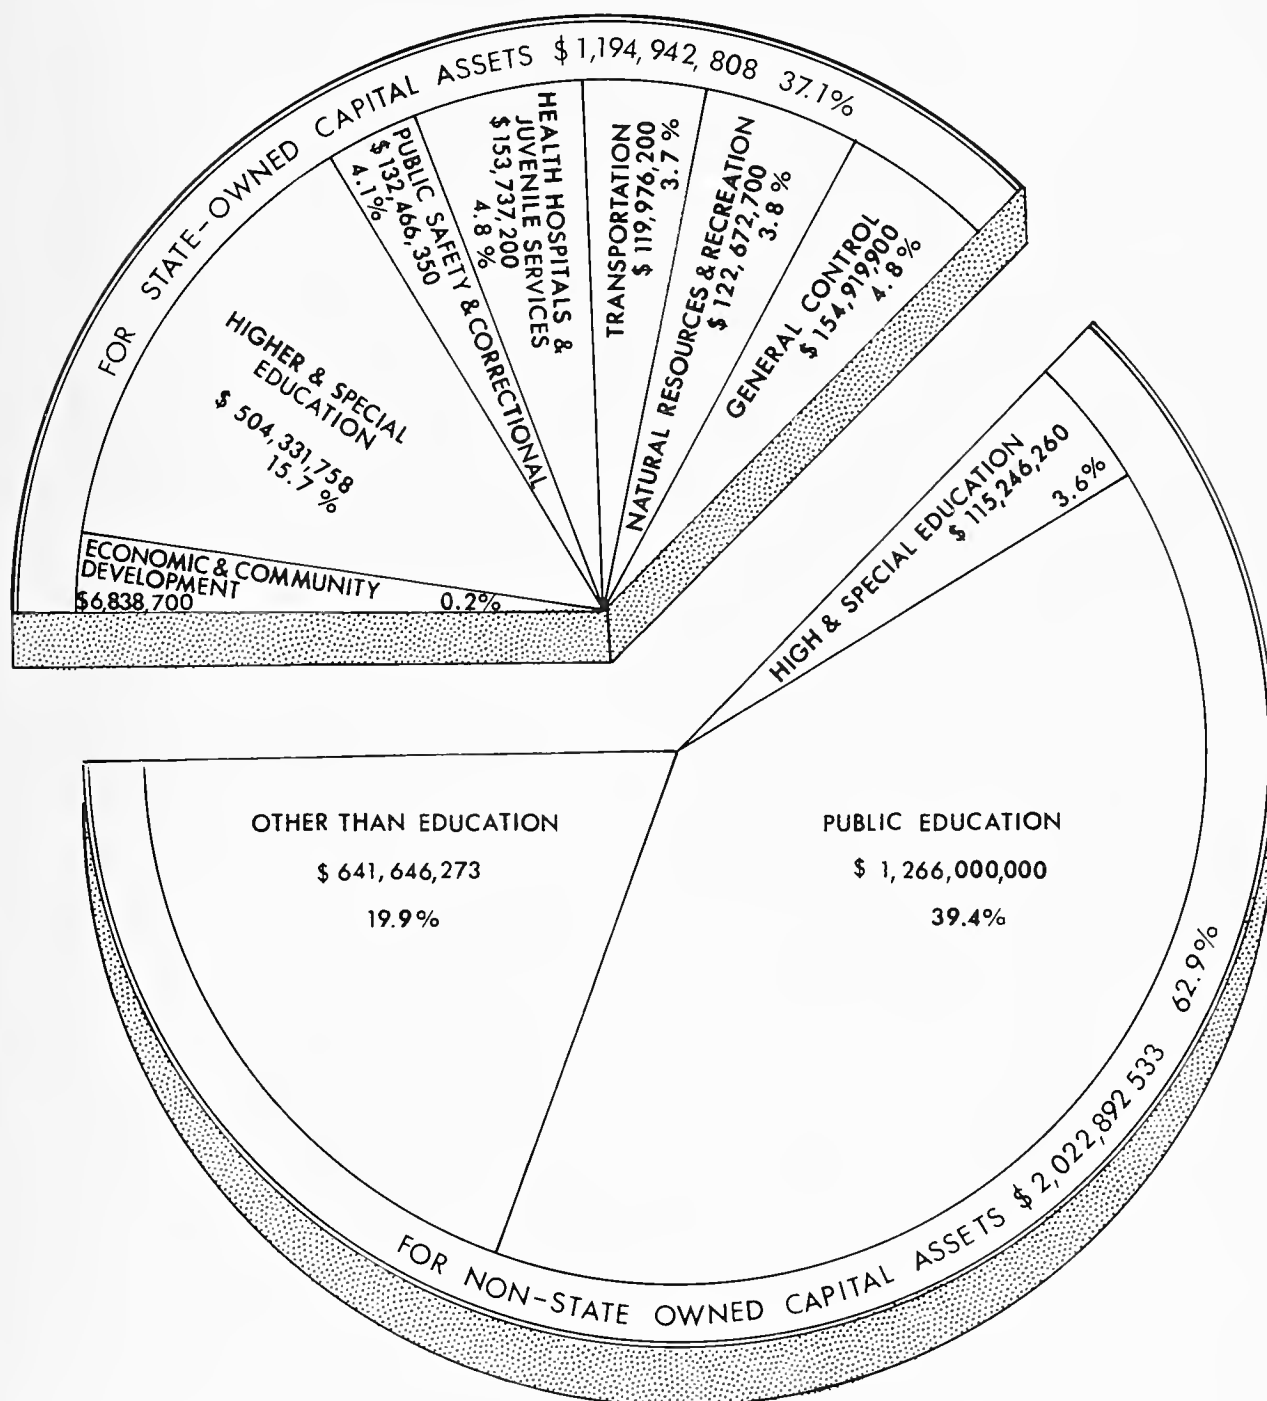 FOR STATE-OWNED CAPITAL ASSETS $1,194,942,808 37.1%
ECONOMIC & COMMUNITY
DEVELOPMENT
$6,838,700 0.2%
HIGHER & SPECIAL
EDUCATION
$ 504,331,758
15.7 %
PUBLIC SAFETY & CORRECTIONAL
$ 132,466,350
4.1%
HEALTH HOSPITALS &
JUVENILE SERVICES
$153,737,200
4.8 %
TRANSPORTATION
$ 119,976,200
3.7 %
NATURAL RESOURCES & RECREATION
$ 122,672,700
3.8 %
GENERAL CONTROL
$ 154,919,900
4.8 %
HIGH & SPECIAL EDUCATION
$ 115,246,260
3.6%
OTHER THAN EDUCATION
$ 641,646,273
19.9%
PUBLIC EDUCATION
$ 1,266,000,000
39.4%
FOR NON-STATE OWNED CAPITAL ASSETS $ 2,022,892 533 62.9%